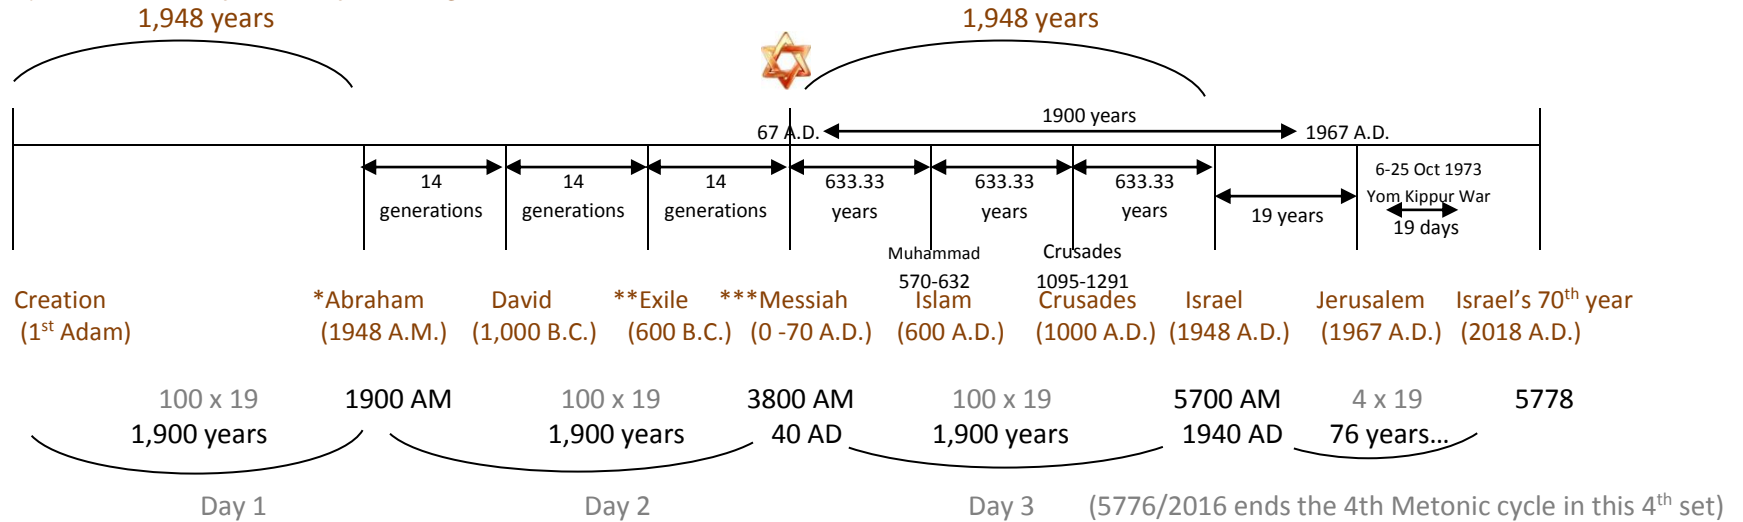 1,948 years 1,948 years
1900 years
67 A.D. 1967 A.D.
14 14 14 633.33 633.33 633.33 6-25 Oct 1973
generations generations generations years years years 19 years Yom Kippur War
19 days
Muhammad Crusades
570-632 1095-1291
Creation *Abraham David **Exile ***Messiah Islam Crusades Israel Jerusalem Israel's 70th year
(1st Adam) (1948 A.M.) (1,000 B.C.) (600 B.C.) (0 -70 A.D.) (600 A.D.) (1000 A.D.) (1948 A.D.) (1967 A.D.) (2018 A.D.)
100 x 19 1900 AM 100 x 19 3800 AM 100 x 19 5700 AM 4 x 19 5778
1,900 years 1,900 years 40 AD 1,900 years 1940 AD 76 years…
Day 1 Day 2 Day 3 (5776/2016 ends the 4th Metonic cycle in this 4th set)